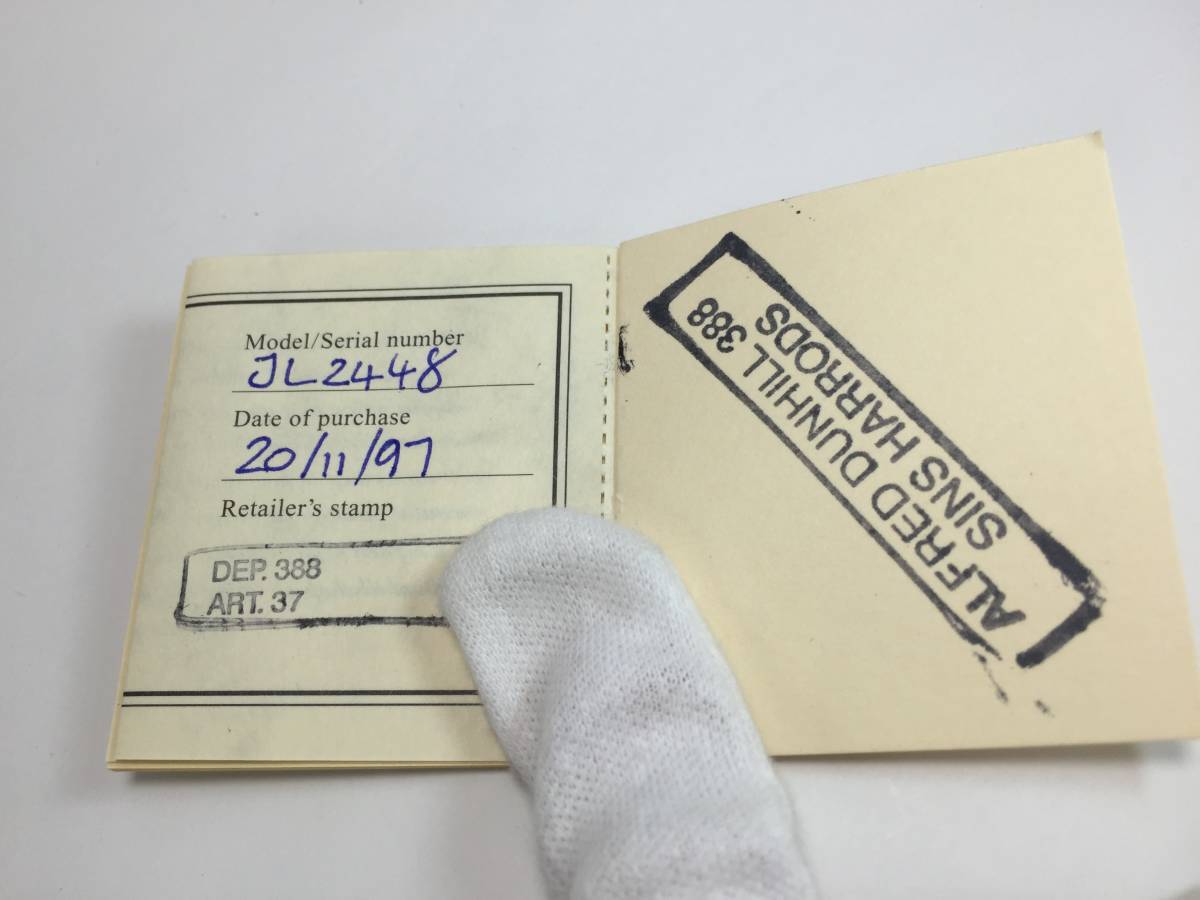 Model/Serial number
JL2448
Date of purchase
20/11/97
Retailer's stamp
DEP. 388
ART. 37
ALFRED DUNHILL 388
SINS HARRODS